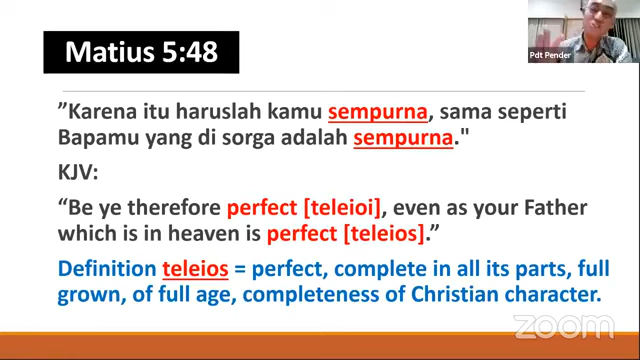 Matius 5:48
Pdt Pender
”Karena itu haruslah kamu sempurna, sama seperti
Bapamu yang di sorga adalah sempurna."
KJV:
“Be ye therefore perfect [teleioi], even as your Father
which is in heaven is perfect [teleios].”
Definition teleios = perfect, complete in all its parts, full
grown, of full age, completeness of Christian character.
zoom